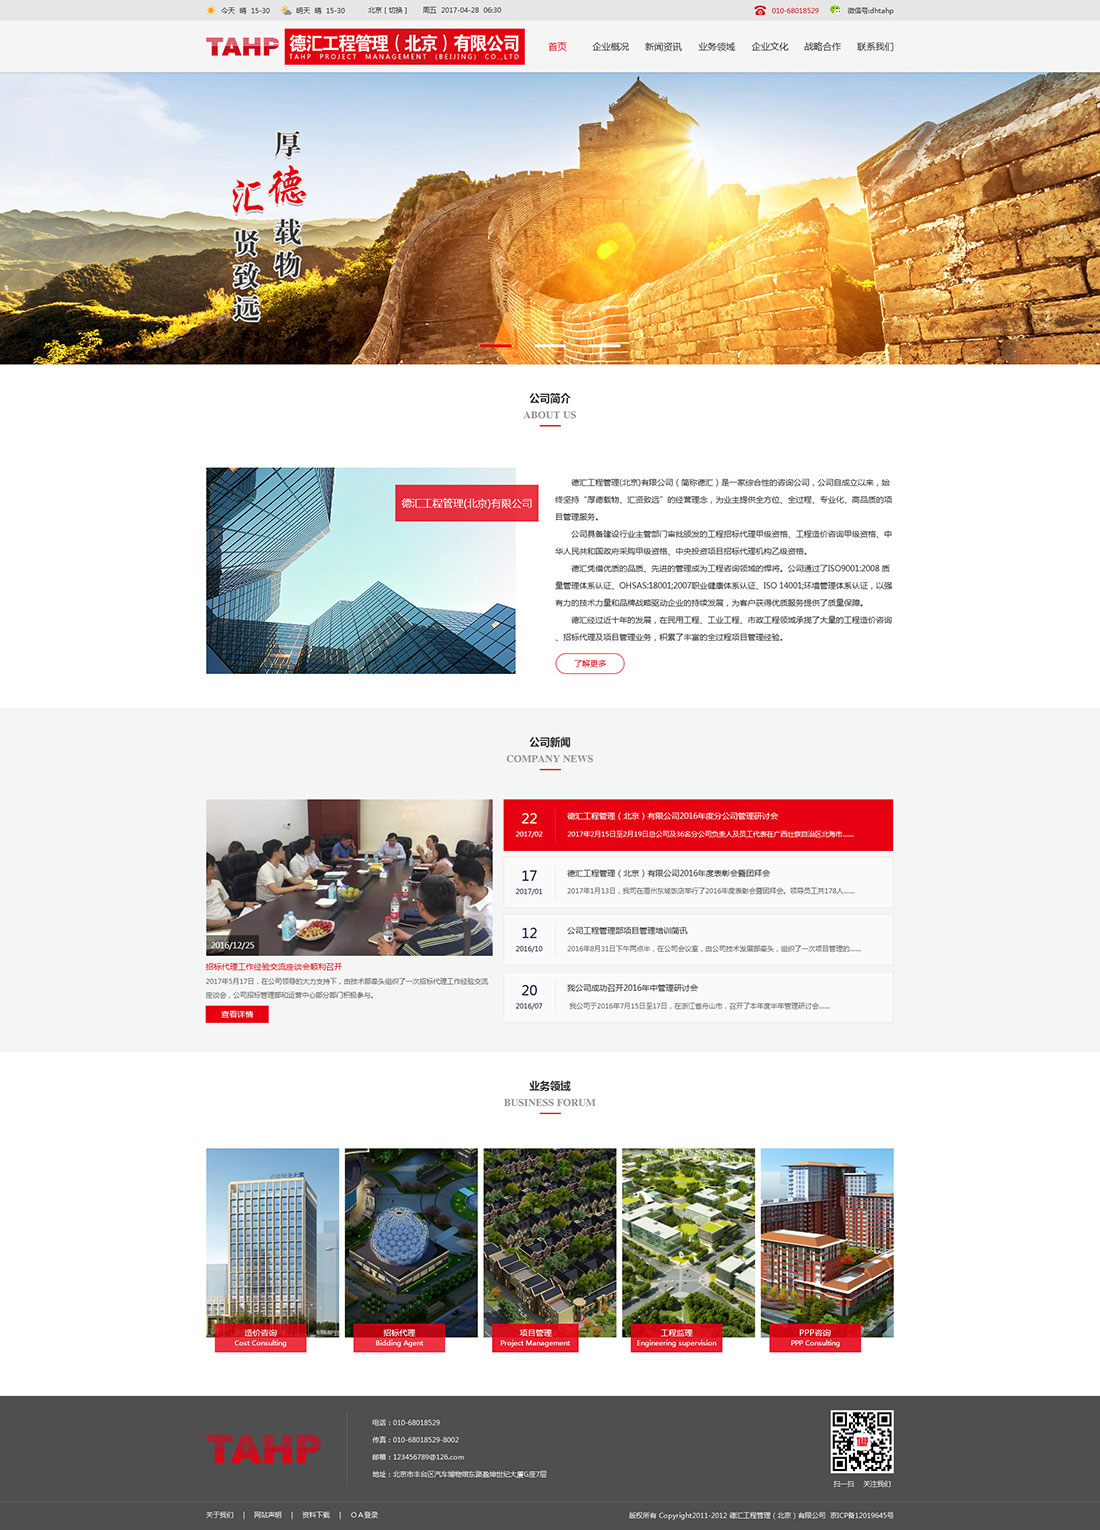 今天 晴 15-30 明天 晴 15-30 北京 [ 切换 ] 周五 2017-04-28 06:30 010-68018529 微信号:dhtahp
TAHP 德汇工程管理（北京）有限公司
TAHP PROJECT MANAGEMENT (BEIJING) CO.,LTD
首页 企业概况 新闻资讯 业务领域 企业文化 战略合作 联系我们
厚德载物
汇贤致远
公司简介
ABOUT US
德汇工程管理(北京)有限公司
德汇工程管理(北京)有限公司（简称德汇）是一家综合性的咨询公司，公司自成立以来，始
终坚持“厚德载物、汇贤致远”的经营理念，为业主提供全方位、全过程、专业化、高品质的项
目管理服务。
公司具备建设行业主管部门审批颁发的工程招标代理甲级资格、工程造价咨询甲级资格、中
华人民共和国政府采购甲级资格、中央投资项目招标代理机构乙级资格。
德汇凭借优质的品质、先进的管理成为工程咨询领域的悍将。公司通过了ISO9001:2008 质
量管理体系认证、OHSAS:18001;2007职业健康体系认证、ISO 14001;环境管理体系认证，以强
有力的技术力量和品牌战略驱动企业的持续发展，为客户获得优质服务提供了质量保障。
德汇经过近十年的发展，在民用工程、工业工程、市政工程领域承揽了大量的工程造价咨询
、招标代理及项目管理业务，积累了丰富的全过程项目管理经验。
了解更多
公司新闻
COMPANY NEWS
2016/12/25
招标代理工作经验交流座谈会顺利召开
2017年5月17日，在公司领导的大力支持下，由技术部牵头组织了一次招标代理工作经验交流
座谈会，公司招标管理部和运营中心部分部门积极参与。
查看详情
22
2017/02
德汇工程管理（北京）有限公司2016年度分公司管理研讨会
2017年2月15日至2月19日总公司及36名分公司负责人及员工代表在广西壮族自治区北海市......
17
2017/01
德汇工程管理（北京）有限公司2016年度表彰会暨团拜会
2017年1月13日，我司在眉州东坡饭店举行了2016年度表彰会暨团拜会。领导员工共178人......
12
2016/10
公司工程管理部项目管理培训简讯
2016年8月31日下午两点半，在公司会议室，由公司技术发展部牵头，组织了一次项目管理的......
20
2016/07
我公司成功召开2016年中管理研讨会
我公司于2016年7月15日至17日，在浙江省舟山市，召开了本年度半年管理研讨会......
业务领域
BUSINESS FORUM
造价咨询
Cost Consulting
招标代理
Bidding Agent
项目管理
Project Management
工程监理
Engineering supervision
PPP咨询
PPP Consulting
TAHP
电话：010-68018529
传真：010-68018529-8002
邮箱：123456789@126.com
地址：北京市丰台区汽车博物馆东路盈坤世纪大厦G座7层
TAHP
扫一扫 关注我们
关于我们 | 网站声明 | 资料下载 | O A登录
版权所有 Copyright2011-2012 德汇工程管理（北京）有限公司 京ICP备12019645号